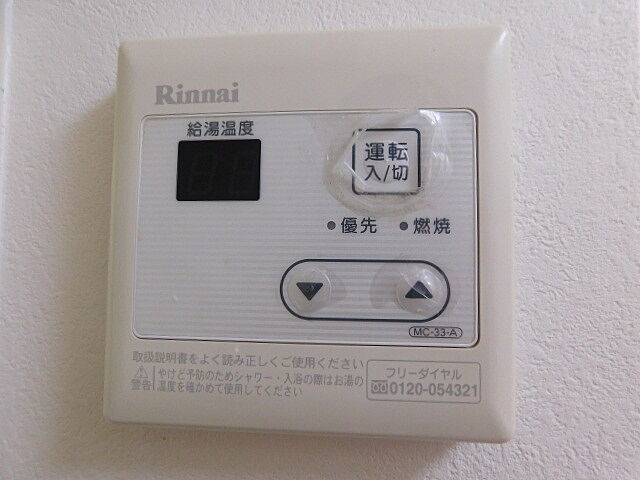 Rinnai
給湯温度
運転
入/切
優先
燃焼
▼ ▲
MC-33-A
取扱説明書をよく読み正しくご使用ください
警告 やけど予防のためシャワー・入浴の際はお湯の
温度を確かめて使用してください
フリーダイヤル
0120-054321